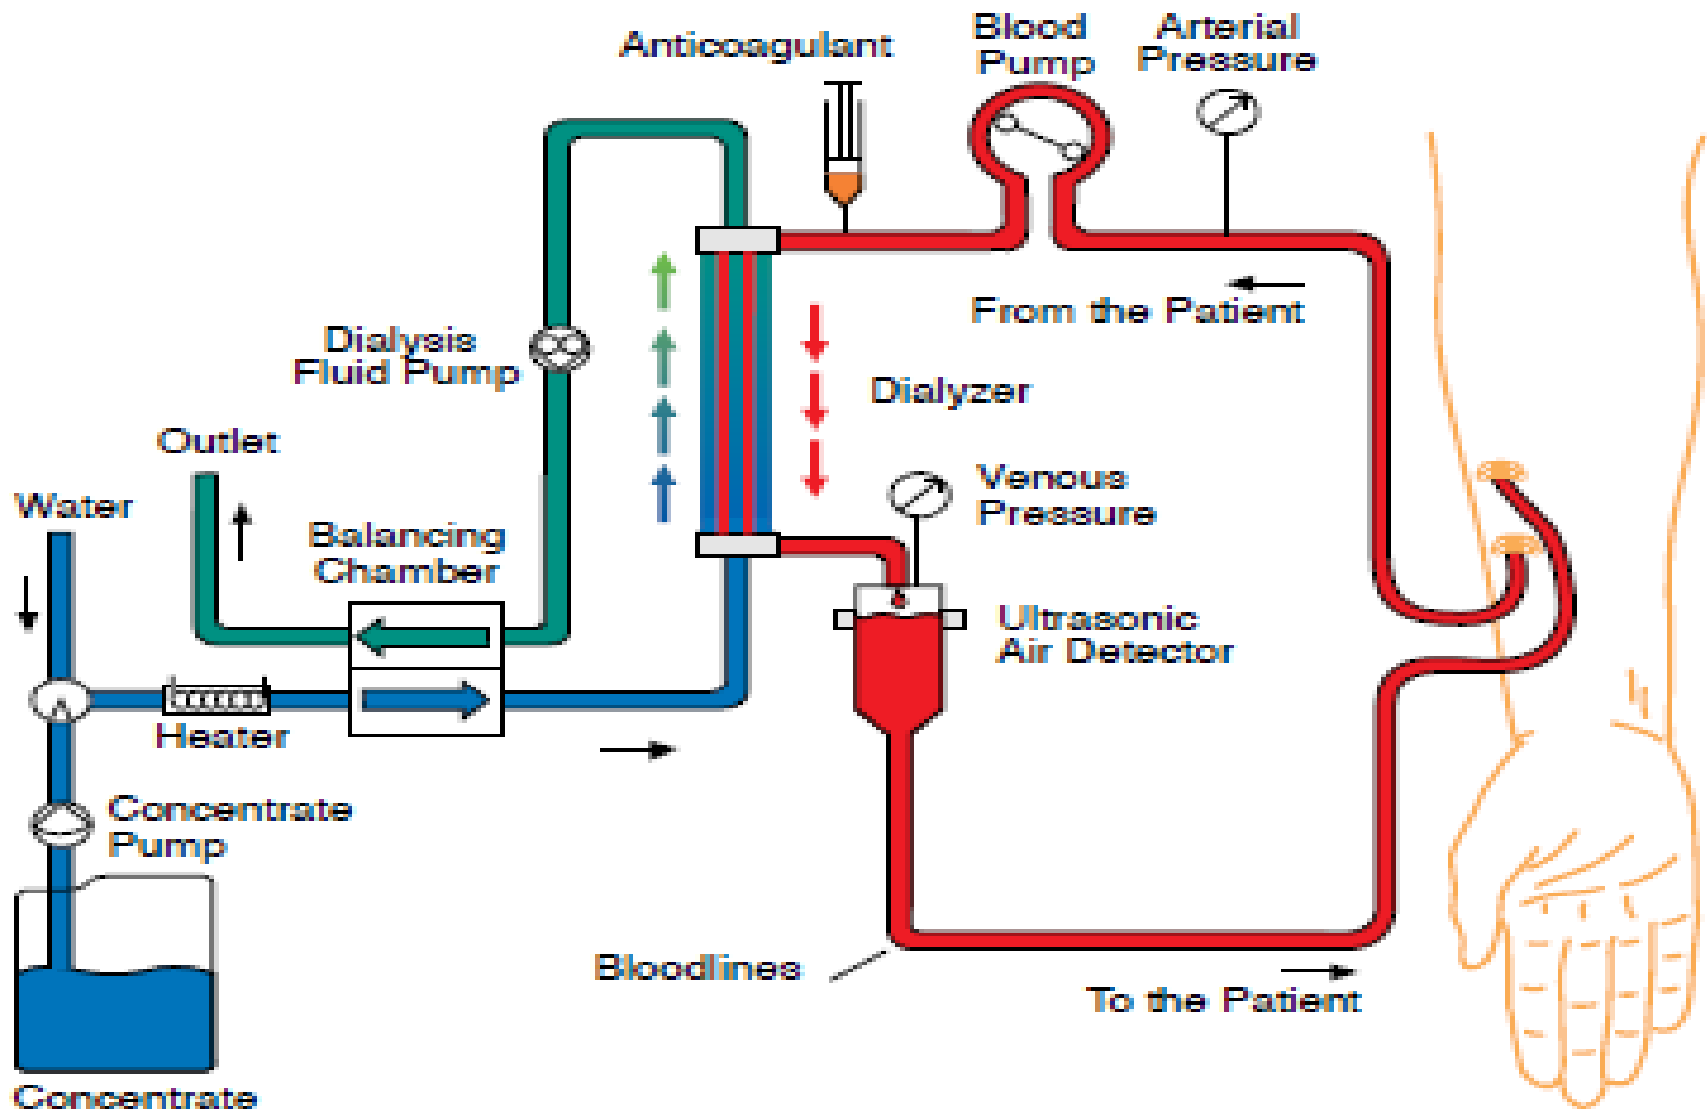 Anticoagulant
Blood
Pump
Arterial
Pressure
From the Patient
Dialysis
Fluid Pump
Dialyzer
Outlet
Water
Balancing
Chamber
Venous
Pressure
Ultrasonic
Air Detector
Heater
Concentrate
Pump
Bloodlines
To the Patient
Concentrate